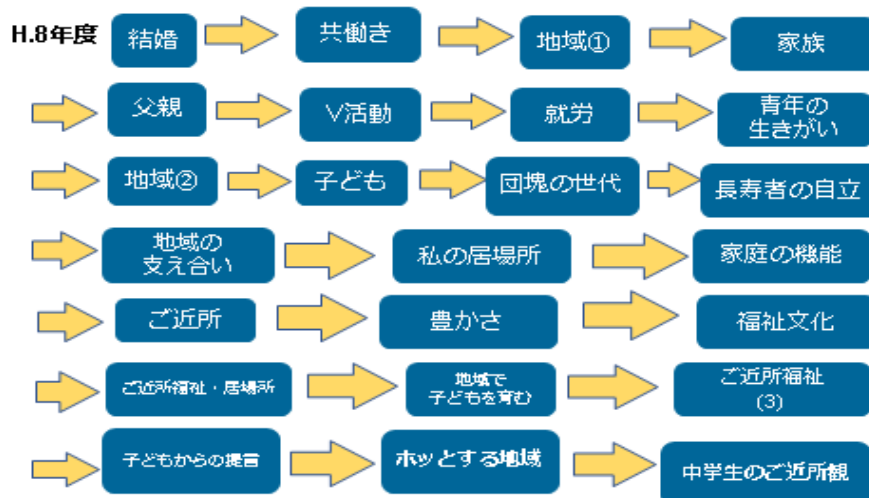 H.8年度 結婚 共働き 地域① 家族
父親 V活動 就労 青年の
生きがい
地域② 子ども 団塊の世代 長寿者の自立
地域の
支え合い 私の居場所 家庭の機能
ご近所 豊かさ 福祉文化
ご近所福祉・居場所 地域で
子どもを育む ご近所福祉
(3)
子どもからの提言 ホッとする地域 中学生のご近所観